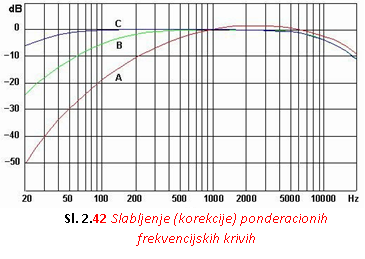 dB
0
C
B
−10
−20
A
−30
−40
−50
20 50 100 200 500 1000 2000 5000 10000 Hz
Sl. 2.42 Slabljenje (korekcije) ponderacionih
frekvencijskih krivih